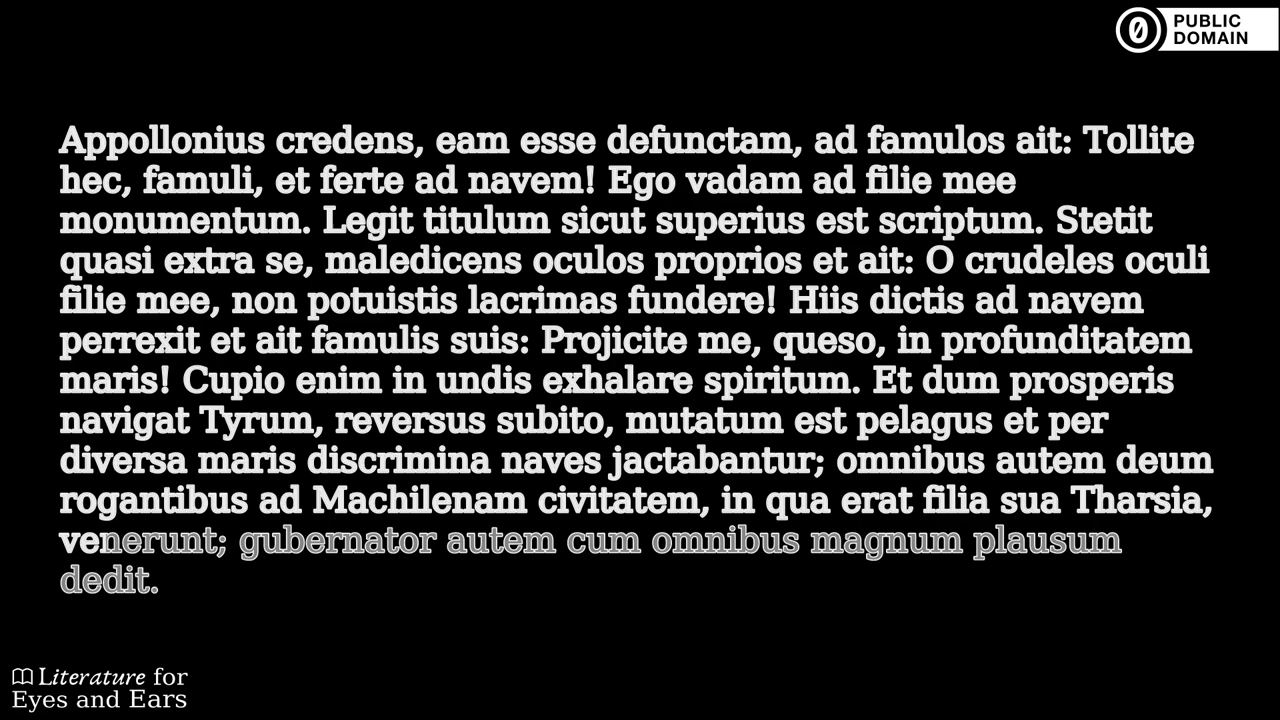 PUBLIC
DOMAIN
Appollonius credens, eam esse defunctam, ad famulos ait: Tollite
hec, famuli, et ferte ad navem! Ego vadam ad filie mee
monumentum. Legit titulum sicut superius est scriptum. Stetit
quasi extra se, maledicens oculos proprios et ait: O crudeles oculi
filie mee, non potuistis lacrimas fundere! Hiis dictis ad navem
perrexit et ait famulis suis: Projicite me, queso, in profunditatem
maris! Cupio enim in undis exhalare spiritum. Et dum prosperis
navigat Tyrum, reversus subito, mutatum est pelagus et per
diversa maris discrimina naves jactabantur; omnibus autem deum
rogantibus ad Machilenam civitatem, in qua erat filia sua Tharsia,
venerunt; gubernator autem cum omnibus magnum plausum
dedit.
Literature for
Eyes and Ears